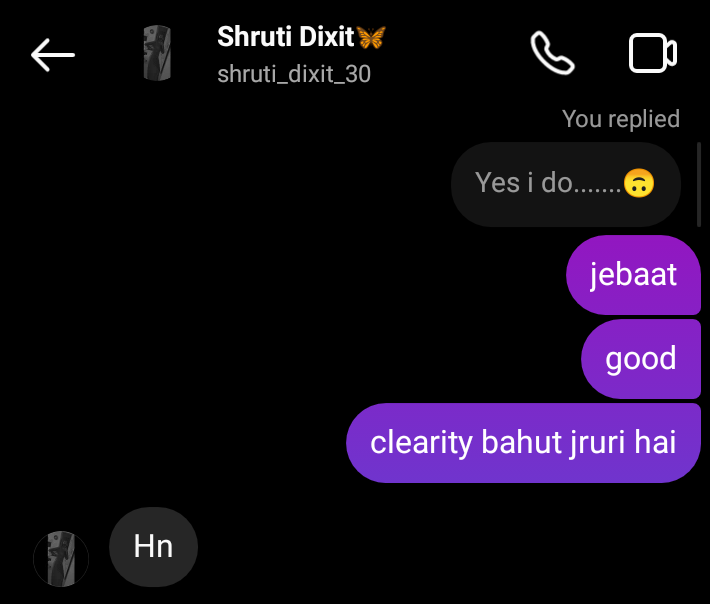 Shruti Dixit🦋
shruti_dixit_30
You replied
Yes i do.......🙃
jebaat
good
clearity bahut jruri hai
Hn